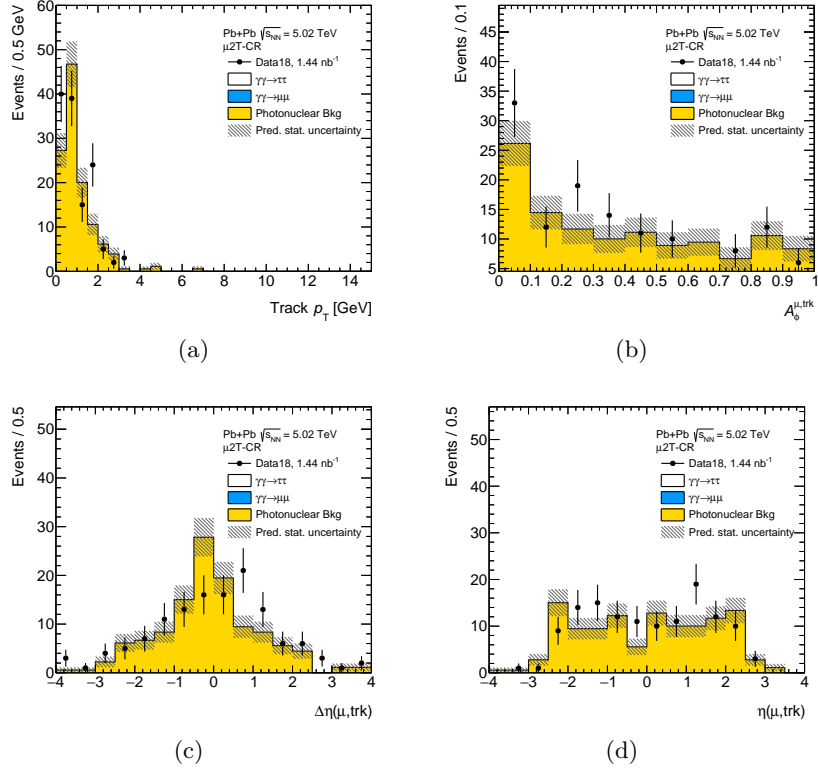 Events / 0.5 GeV
60
50
40
30
20
10
0
Pb+Pb √s_NN = 5.02 TeV
μ2T-CR
Data18, 1.44 nb⁻¹
γγ→ττ
γγ→μμ
Photonuclear Bkg
Pred. stat. uncertainty
0 2 4 6 8 10 12 14
Track p_T [GeV]
(a)
Events / 0.1
45
40
35
30
25
20
15
10
5
Pb+Pb √s_NN = 5.02 TeV
μ2T-CR
Data18, 1.44 nb⁻¹
γγ→ττ
γγ→μμ
Photonuclear Bkg
Pred. stat. uncertainty
0 0.1 0.2 0.3 0.4 0.5 0.6 0.7 0.8 0.9 1
A_ϕ^μ,trk
(b)
Events / 0.5
50
40
30
20
10
0
Pb+Pb √s_NN = 5.02 TeV
μ2T-CR
Data18, 1.44 nb⁻¹
γγ→ττ
γγ→μμ
Photonuclear Bkg
Pred. stat. uncertainty
−4 −3 −2 −1 0 1 2 3 4
Δη(μ,trk)
(c)
Events / 0.5
50
40
30
20
10
0
Pb+Pb √s_NN = 5.02 TeV
μ2T-CR
Data18, 1.44 nb⁻¹
γγ→ττ
γγ→μμ
Photonuclear Bkg
Pred. stat. uncertainty
−4 −3 −2 −1 0 1 2 3 4
η(μ,trk)
(d)